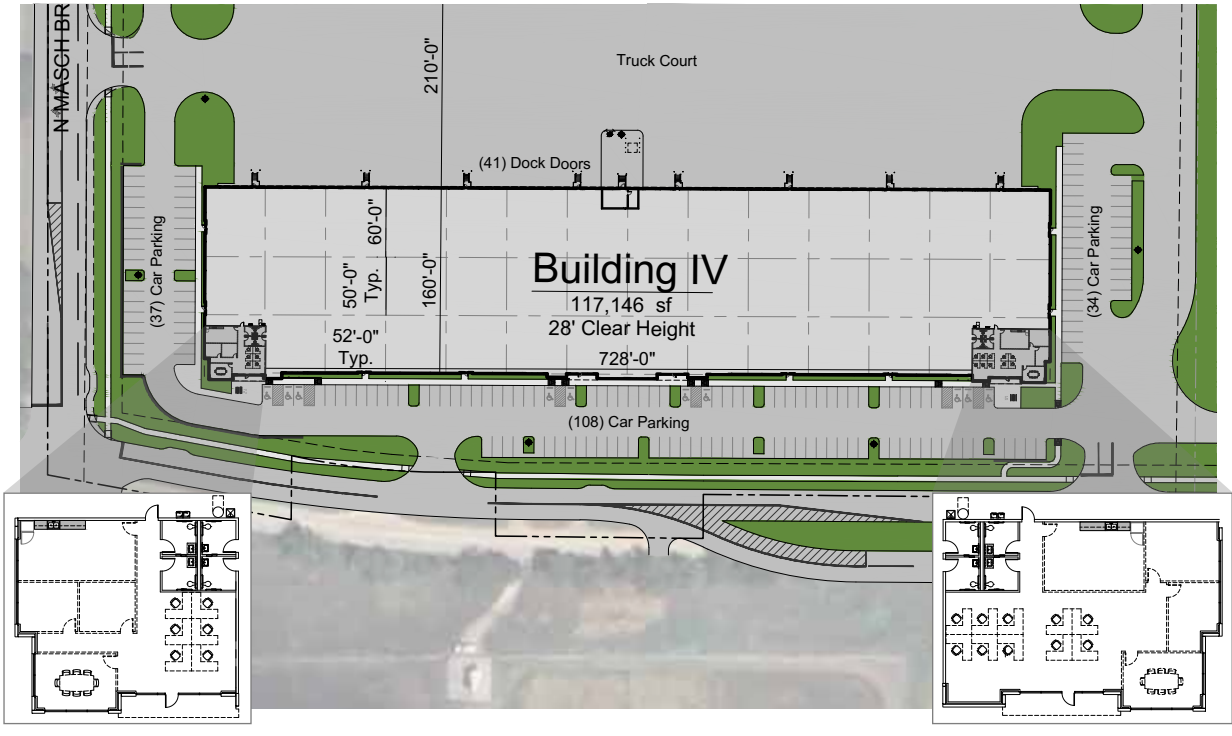 N MASCH BR
210'-0"
Truck Court
(41) Dock Doors
(37) Car Parking
60'-0"
50'-0"
Typ.
160'-0"
Building IV
117,146 sf
28' Clear Height
52'-0"
Typ.
728'-0"
(34) Car Parking
(108) Car Parking